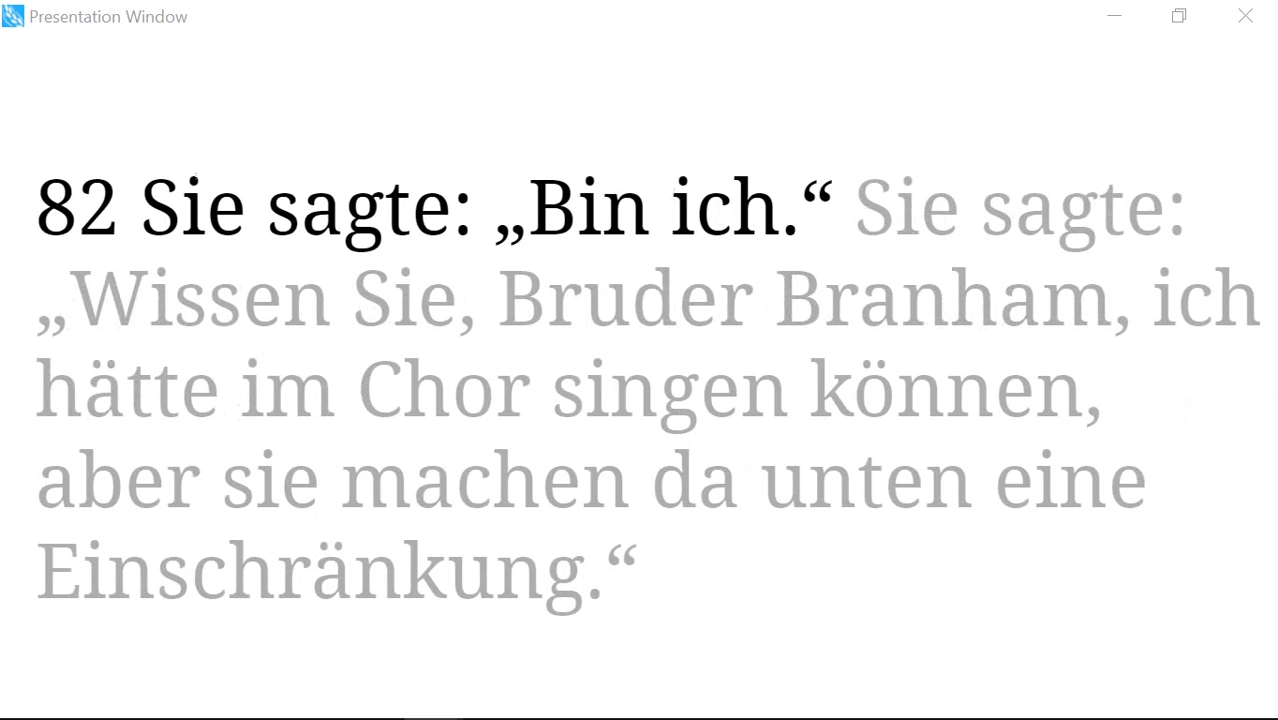 Presentation Window
82 Sie sagte: „Bin ich.“ Sie sagte:
„Wissen Sie, Bruder Branham, ich
hätte im Chor singen können,
aber sie machen da unten eine
Einschränkung.“